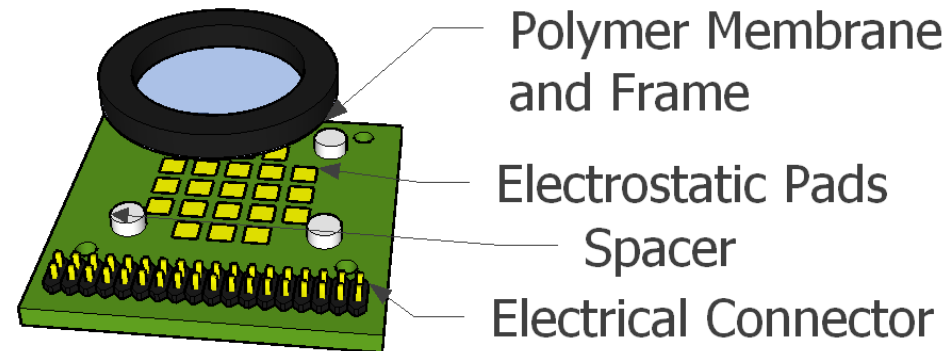 Polymer Membrane
and Frame
Electrostatic Pads
Spacer
Electrical Connector